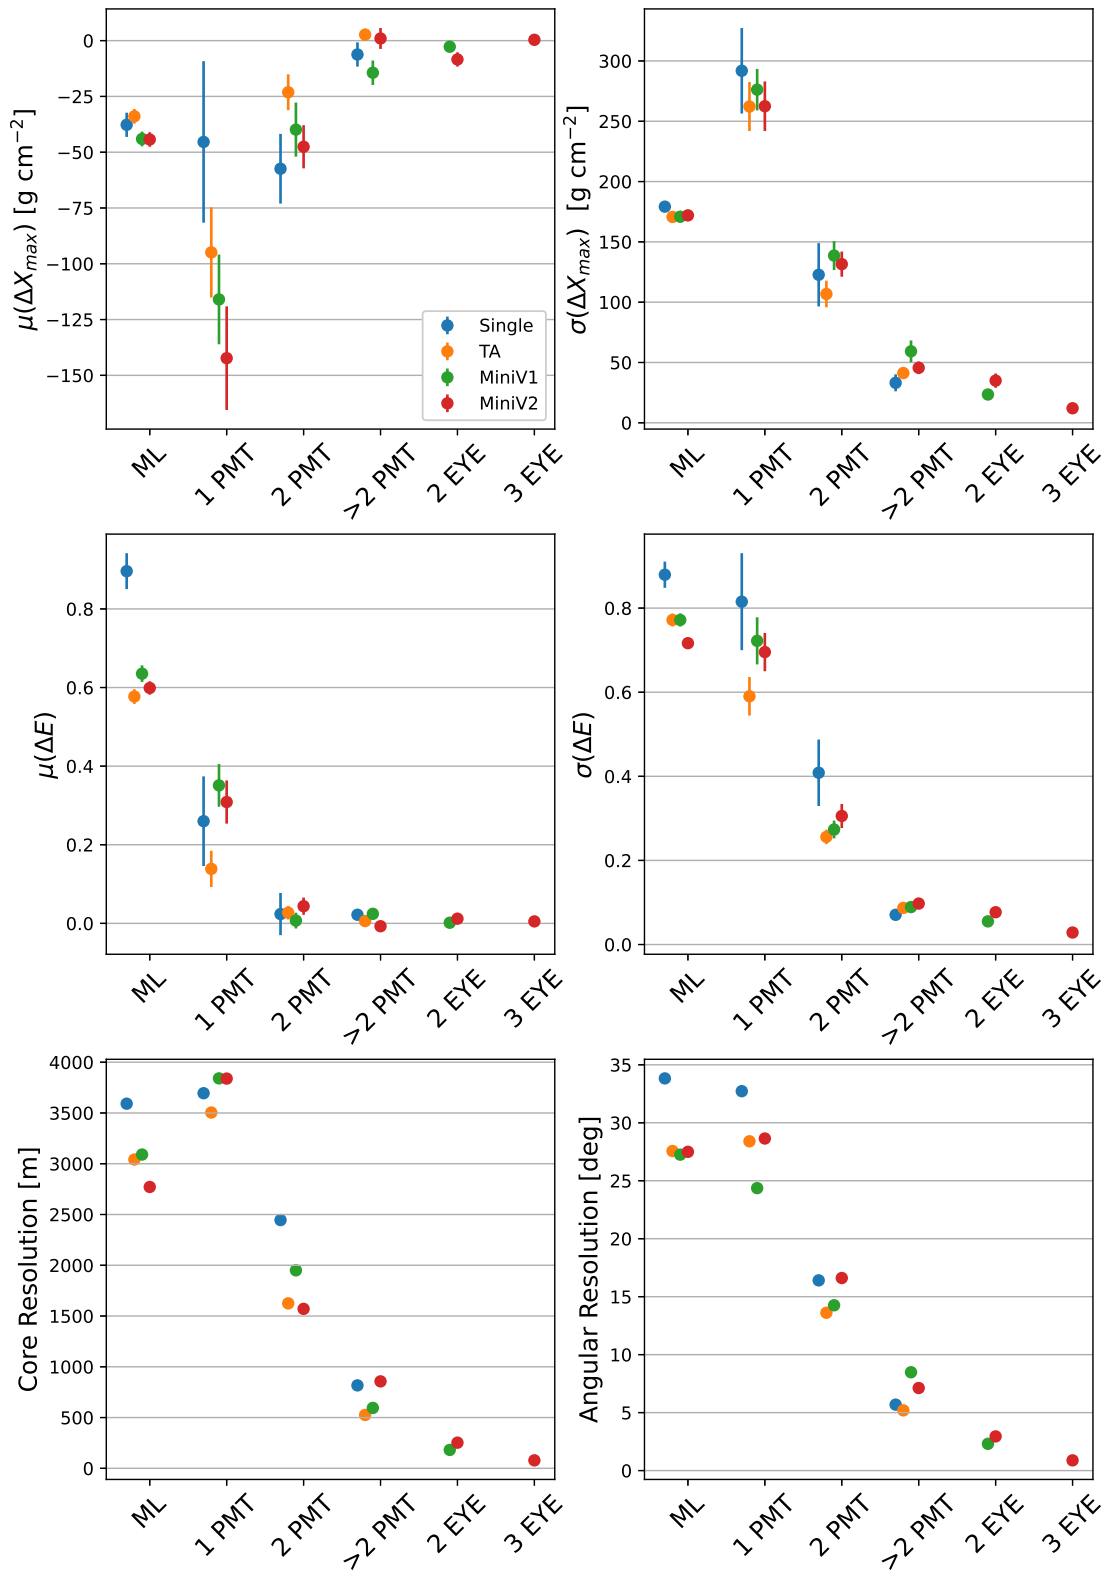 μ(ΔX_max) [g cm⁻²]
0
−25
−50
−75
−100
−125
−150
Single
TA
MiniV1
MiniV2
ML
1 PMT
2 PMT
>2 PMT
2 EYE
3 EYE
σ(ΔX_max) [g cm⁻²]
300
250
200
150
100
50
0
ML
1 PMT
2 PMT
>2 PMT
2 EYE
3 EYE
μ(ΔE)
0.8
0.6
0.4
0.2
0.0
ML
1 PMT
2 PMT
>2 PMT
2 EYE
3 EYE
σ(ΔE)
0.8
0.6
0.4
0.2
0.0
ML
1 PMT
2 PMT
>2 PMT
2 EYE
3 EYE
Core Resolution [m]
4000
3500
3000
2500
2000
1500
1000
500
0
ML
1 PMT
2 PMT
>2 PMT
2 EYE
3 EYE
Angular Resolution [deg]
35
30
25
20
15
10
5
0
ML
1 PMT
2 PMT
>2 PMT
2 EYE
3 EYE